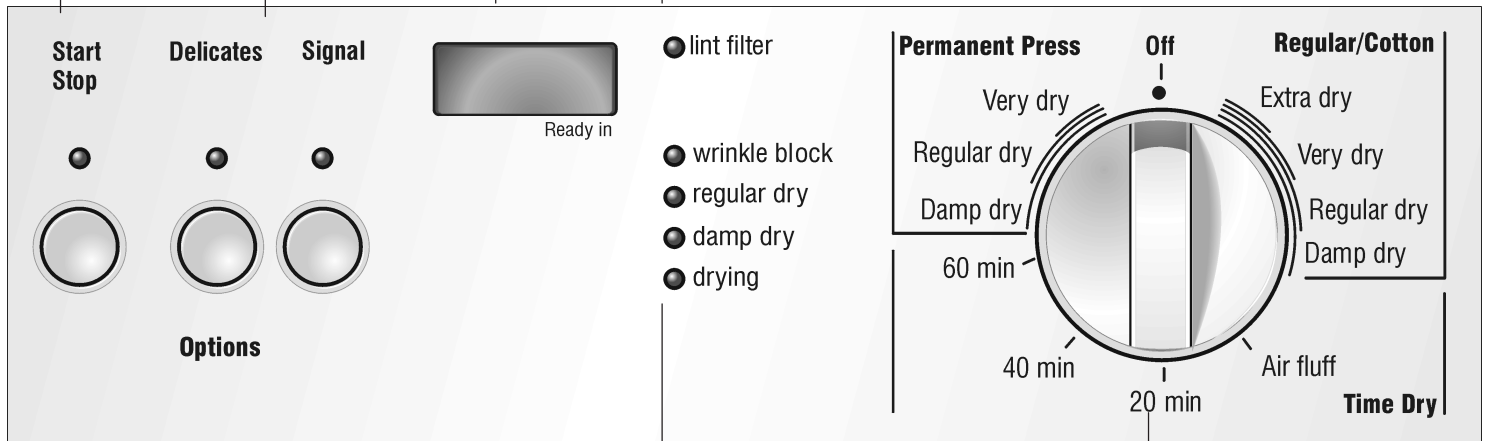 Start
Stop
Delicates
Signal
Options
Ready in
lint filter
wrinkle block
regular dry
damp dry
drying
Permanent Press
Very dry
Regular dry
Damp dry
Off
Regular/Cotton
Extra dry
Very dry
Regular dry
Damp dry
60 min
40 min
20 min
Air fluff
Time Dry